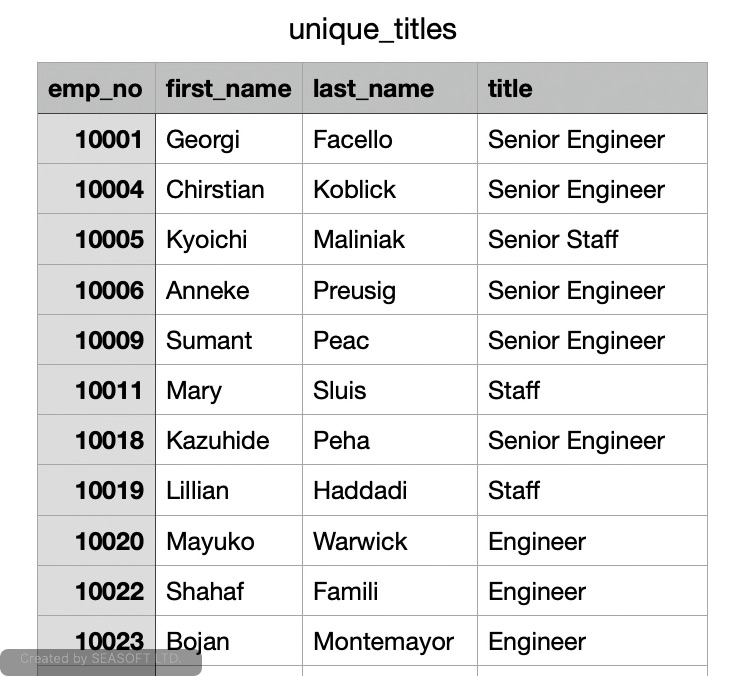 unique_titles
emp_no first_name last_name title
10001 Georgi Facello Senior Engineer
10004 Chirstian Koblick Senior Engineer
10005 Kyoichi Maliniak Senior Staff
10006 Anneke Preusig Senior Engineer
10009 Sumant Peac Senior Engineer
10011 Mary Sluis Staff
10018 Kazuhide Peha Senior Engineer
10019 Lillian Haddadi Staff
10020 Mayuko Warwick Engineer
10022 Shahaf Famili Engineer
10023 Bojan Montemayor Engineer
Created by SEASOFT LTD.